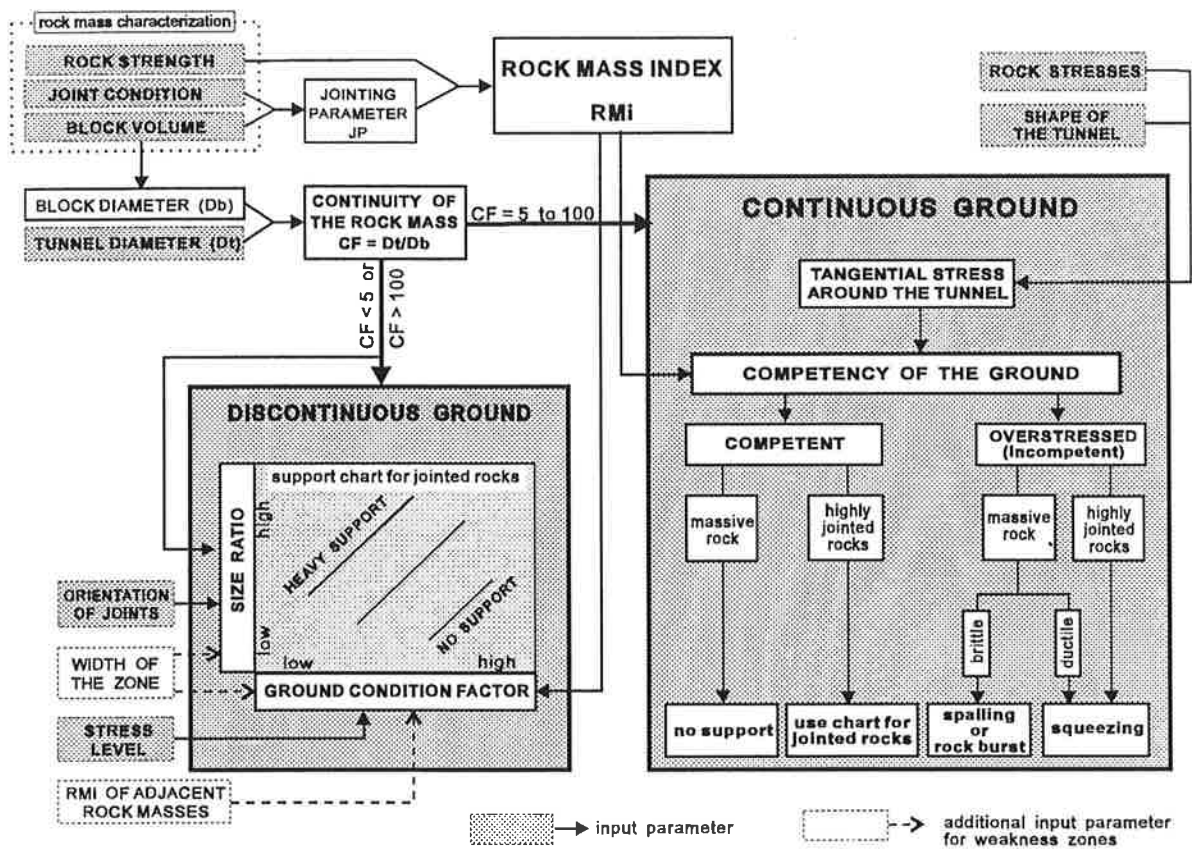 rock mass characterization
ROCK STRENGTH
JOINT CONDITION
BLOCK VOLUME
JOINTING
PARAMETER
JP
ROCK MASS INDEX
RMi
ROCK STRESSES
SHAPE OF
THE TUNNEL
BLOCK DIAMETER (Db)
TUNNEL DIAMETER (Dt)
CONTINUITY OF
THE ROCK MASS
CF = Dt/Db
CF = 5 to 100
CF < 5 or
CF > 100
CONTINUOUS GROUND
TANGENTIAL STRESS
AROUND THE TUNNEL
COMPETENCY OF THE GROUND
COMPETENT
OVERSTRESSED
(Incompetent)
massive
rock
highly
jointed
rocks
massive
rock
highly
jointed
rocks
brittle
ductile
no support
use chart for
jointed rocks
spalling
or
rock burst
squeezing
DISCONTINUOUS GROUND
support chart for jointed rocks
SIZE RATIO
high
low
HEAVY SUPPORT
NO SUPPORT
low
high
GROUND CONDITION FACTOR
ORIENTATION
OF JOINTS
WIDTH OF
THE ZONE
STRESS
LEVEL
RMI OF ADJACENT
ROCK MASSES
input parameter
additional input parameter
for weakness zones